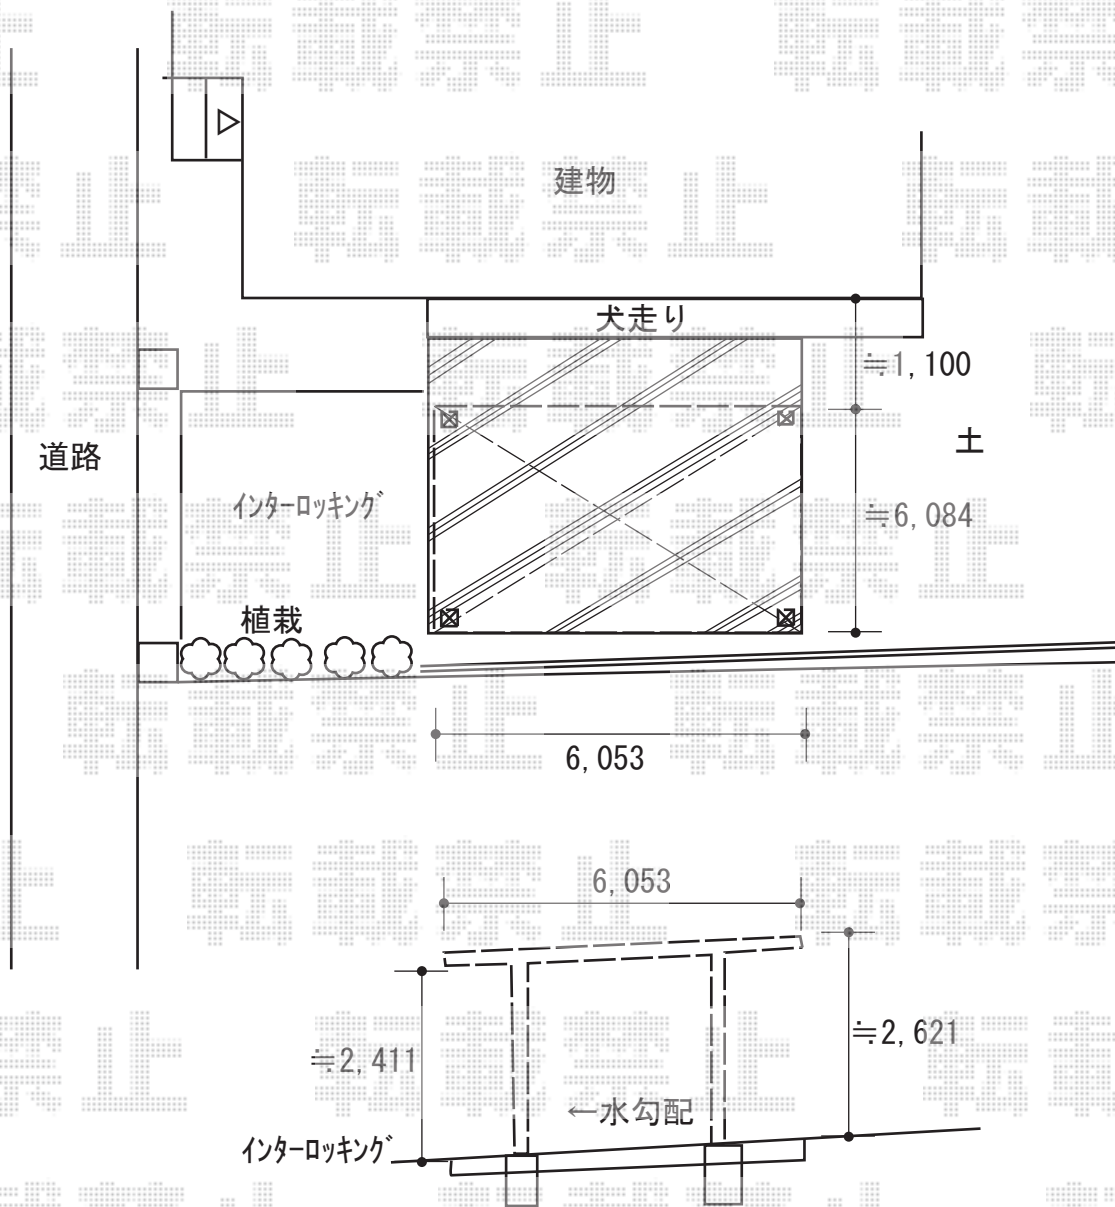 建物
犬走り
≒1,100
道路
土
インターロッキング
≒6,084
植栽
6,053
6,053
≒2,621
≒2,411
←水勾配
インターロッキング
転載禁止